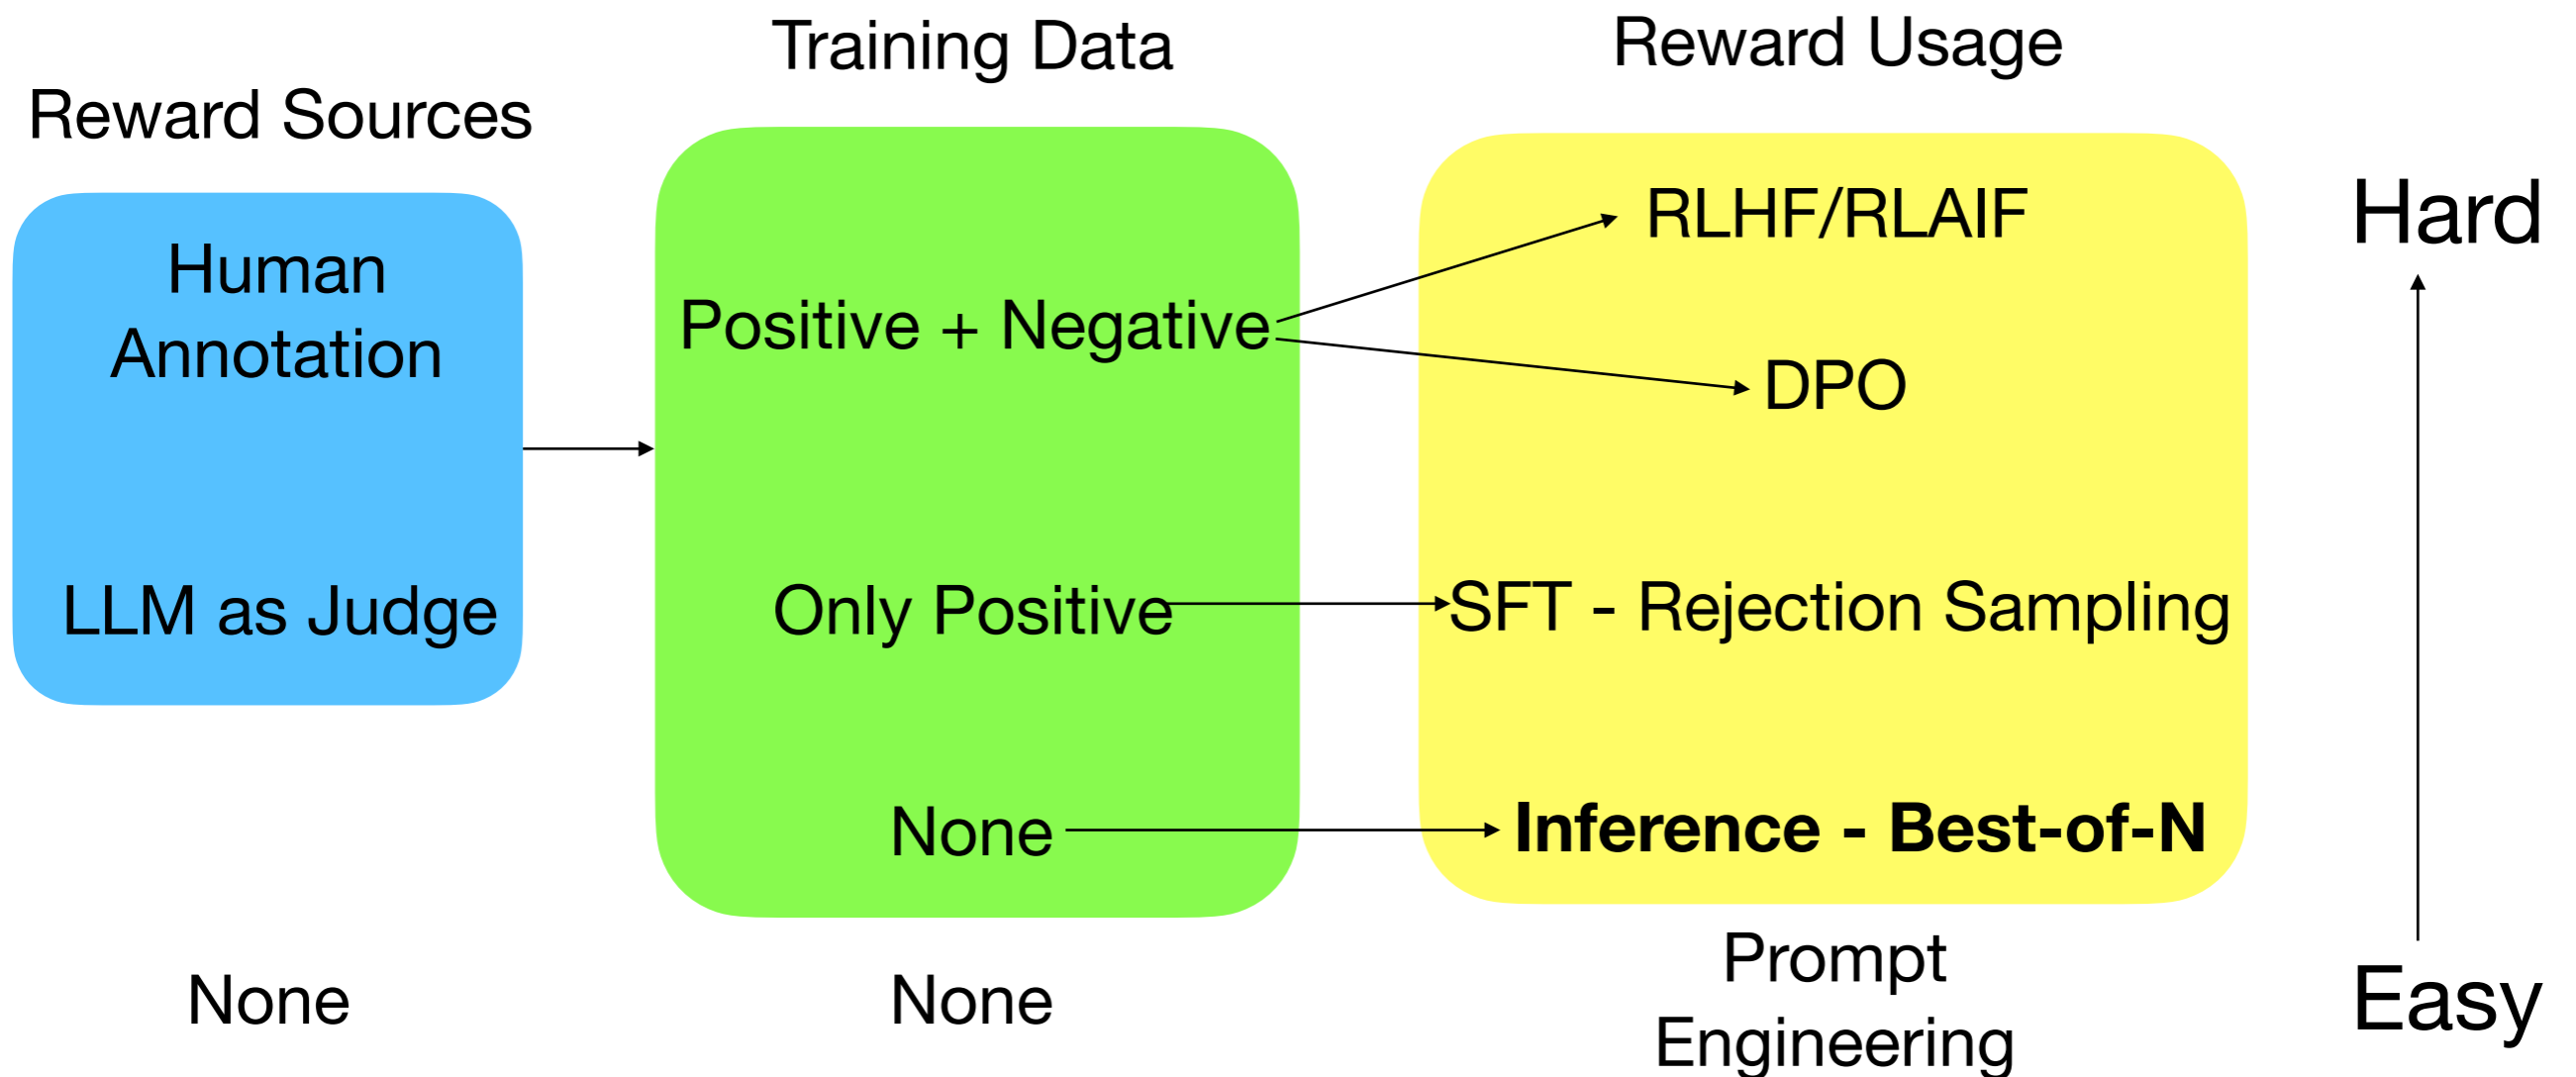 Reward Sources
Human
Annotation
LLM as Judge
None
Training Data
Positive + Negative
Only Positive
None
None
Reward Usage
RLHF/RLAIF
DPO
SFT - Rejection Sampling
Inference - Best-of-N
Prompt
Engineering
Hard
Easy